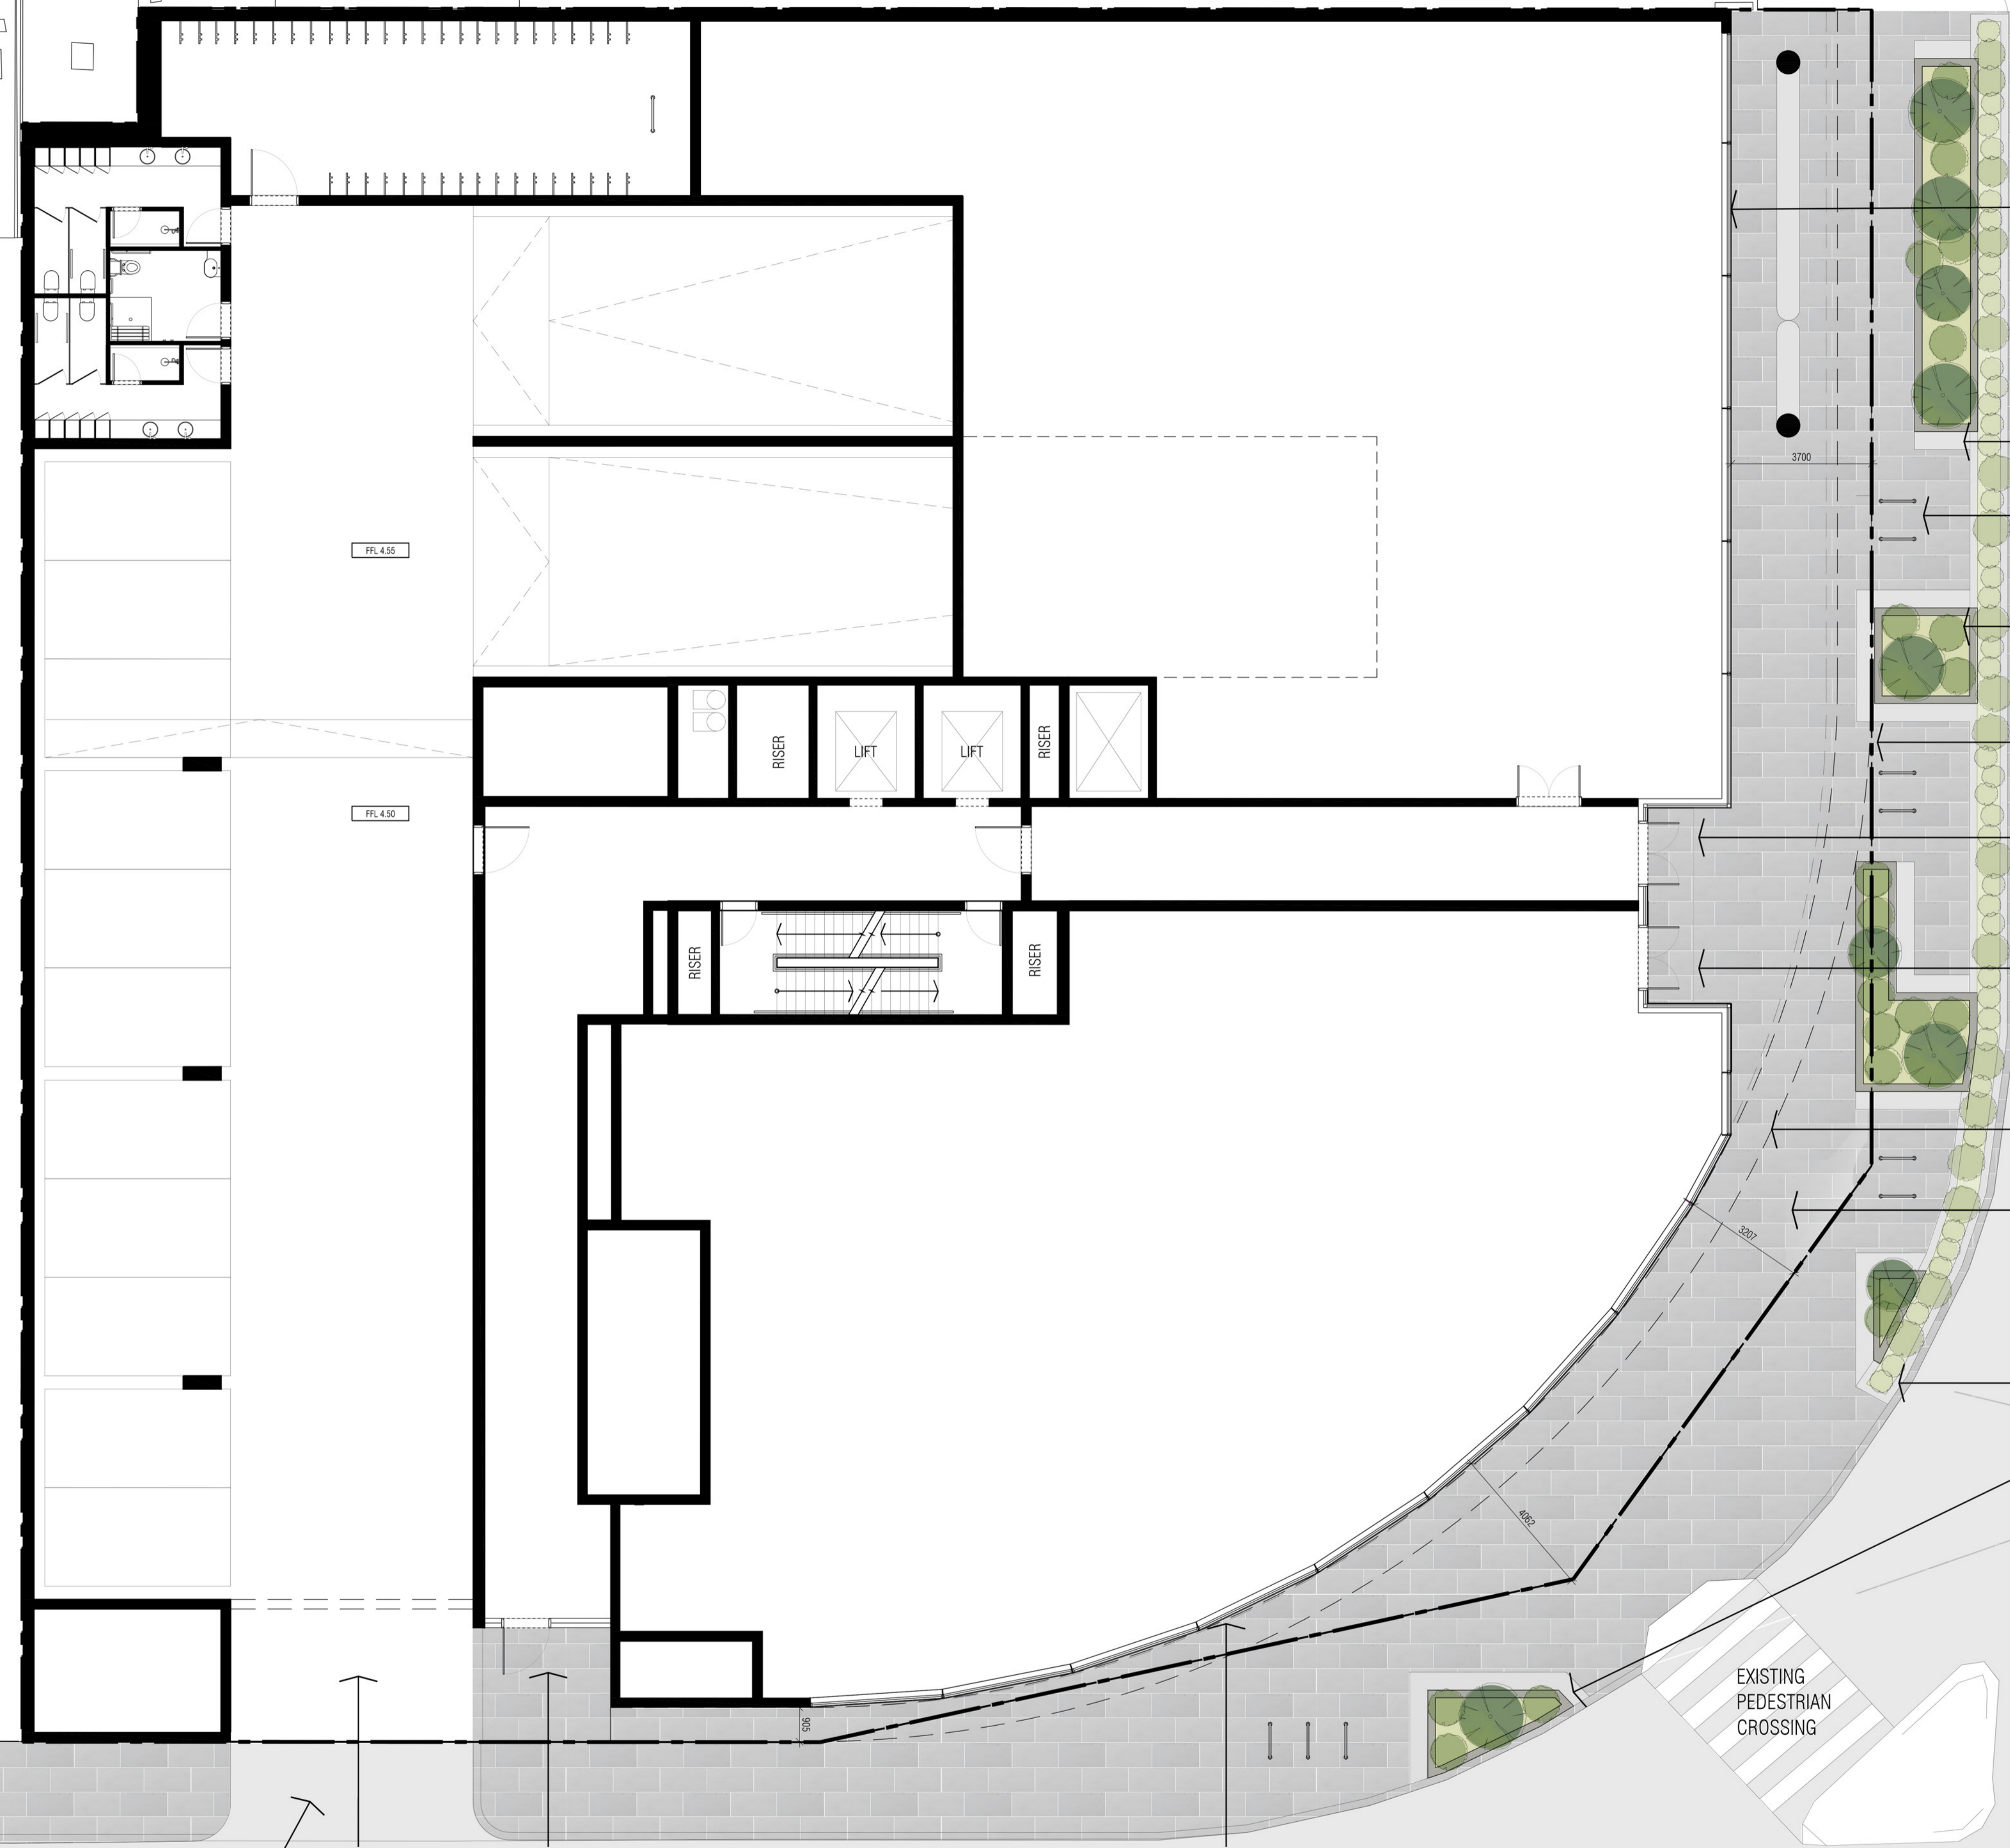 3700
FFL 4.55
RISER
LIFT
LIFT
RISER
FFL 4.50
RISER
RISER
3207
4062
EXISTING
PEDESTRIAN
CROSSING
905